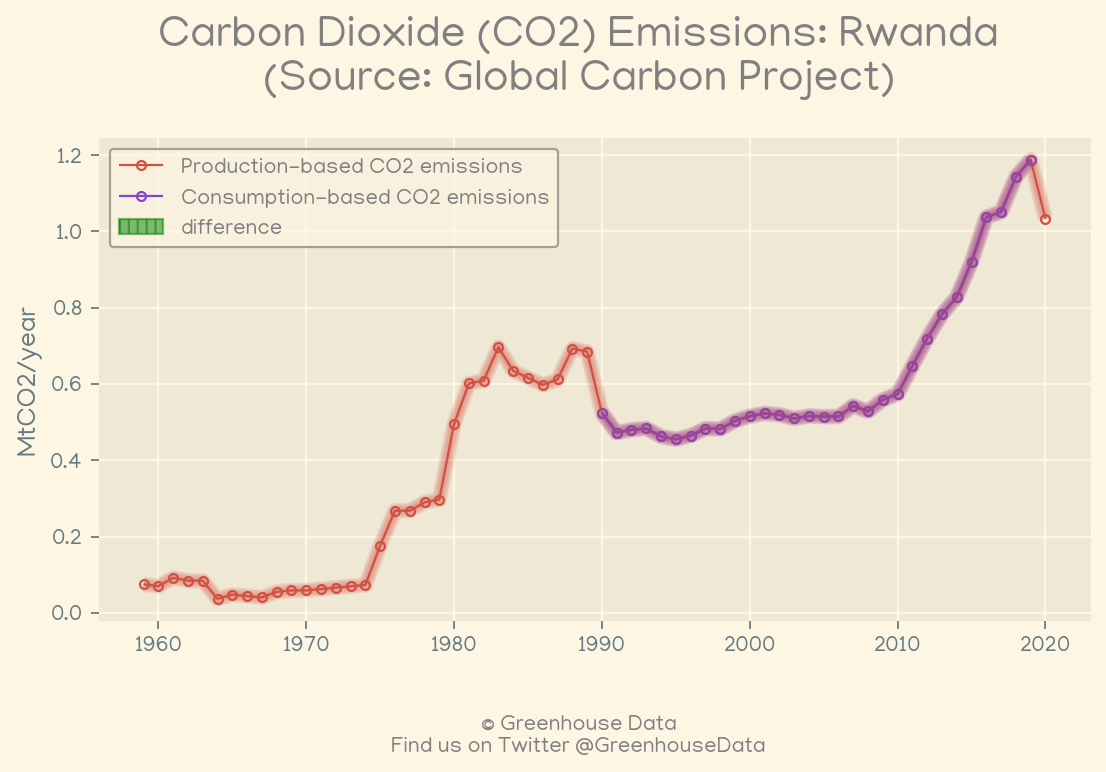 Carbon Dioxide (CO2) Emissions: Rwanda
(Source: Global Carbon Project)
Production-based CO2 emissions
Consumption-based CO2 emissions
difference
MtCO2/year
1.2
1.0
0.8
0.6
0.4
0.2
0.0
1960 1970 1980 1990 2000 2010 2020
© Greenhouse Data
Find us on Twitter @GreenhouseData